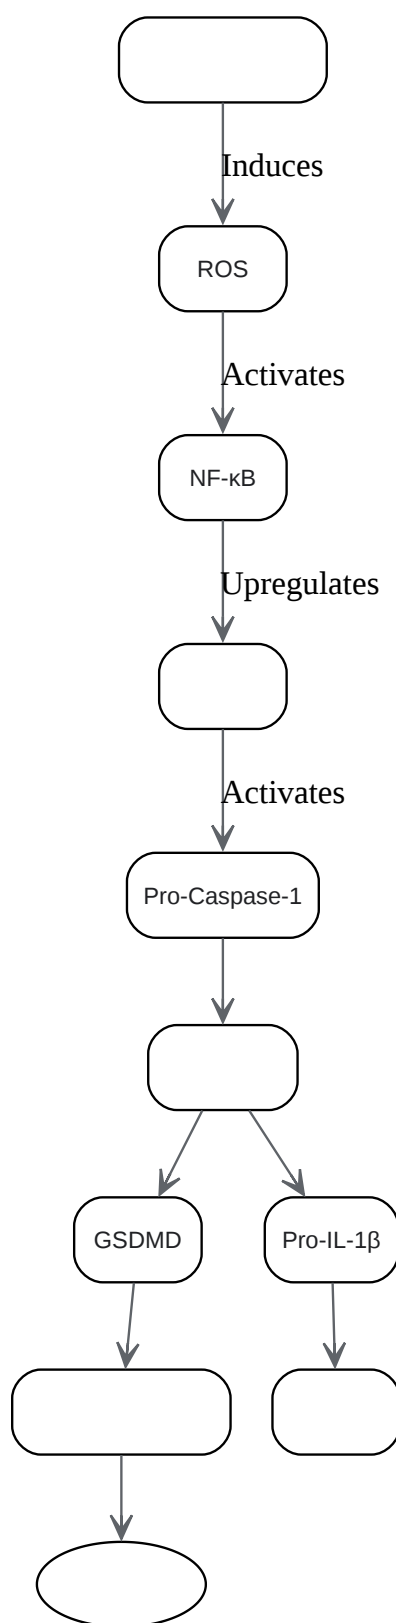 Induces
ROS
Activates
NF-κB
Upregulates
Activates
Pro-Caspase-1
GSDMD
Pro-IL-1β